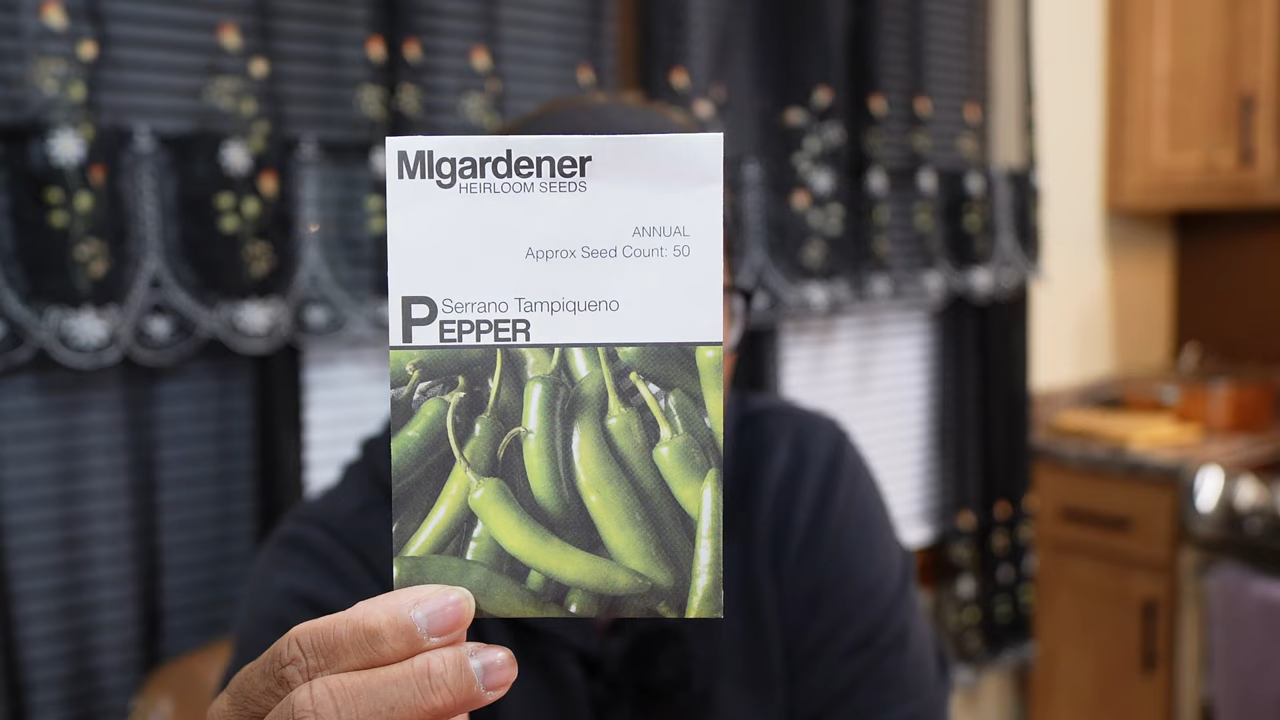 MIgardener
HEIRLOOM SEEDS
ANNUAL
Approx Seed Count: 50
Serrano Tampiqueno
PEPPER